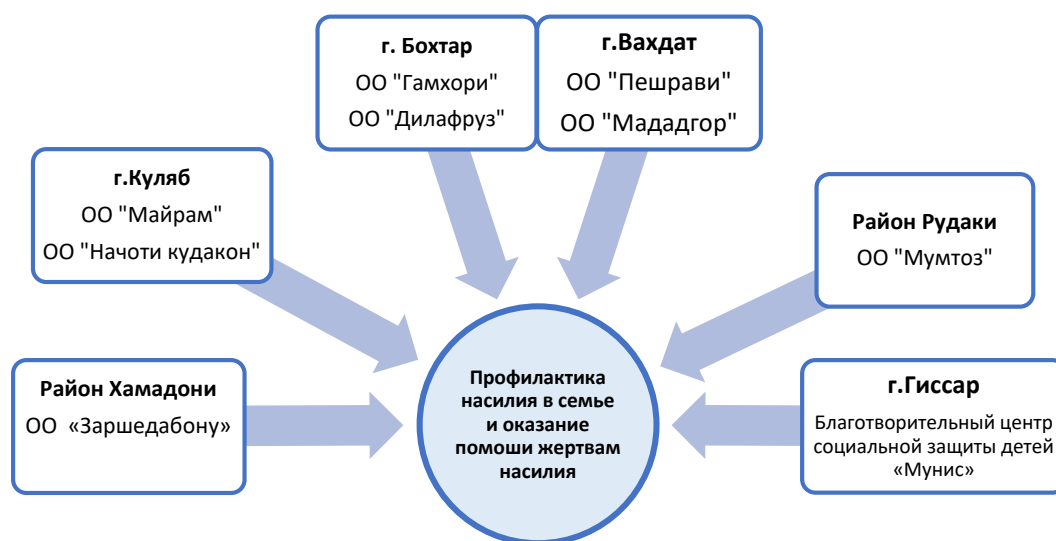 г. Бохтар
ОО "Гамхори"
ОО "Дилафруз"
г.Вахдат
ОО "Пешрави"
ОО "Мададгор"
г.Куляб
ОО "Майрам"
ОО "Начоти кудакон"
Район Рудаки
ОО "Мумтоз"
Район Хамадони
ОО «Заршедабону»
Профилактика
насилия в семье
и оказание
помоши жертвам
насилия
г.Гиссар
Благотворительный центр
социальной защиты детей
«Мунис»